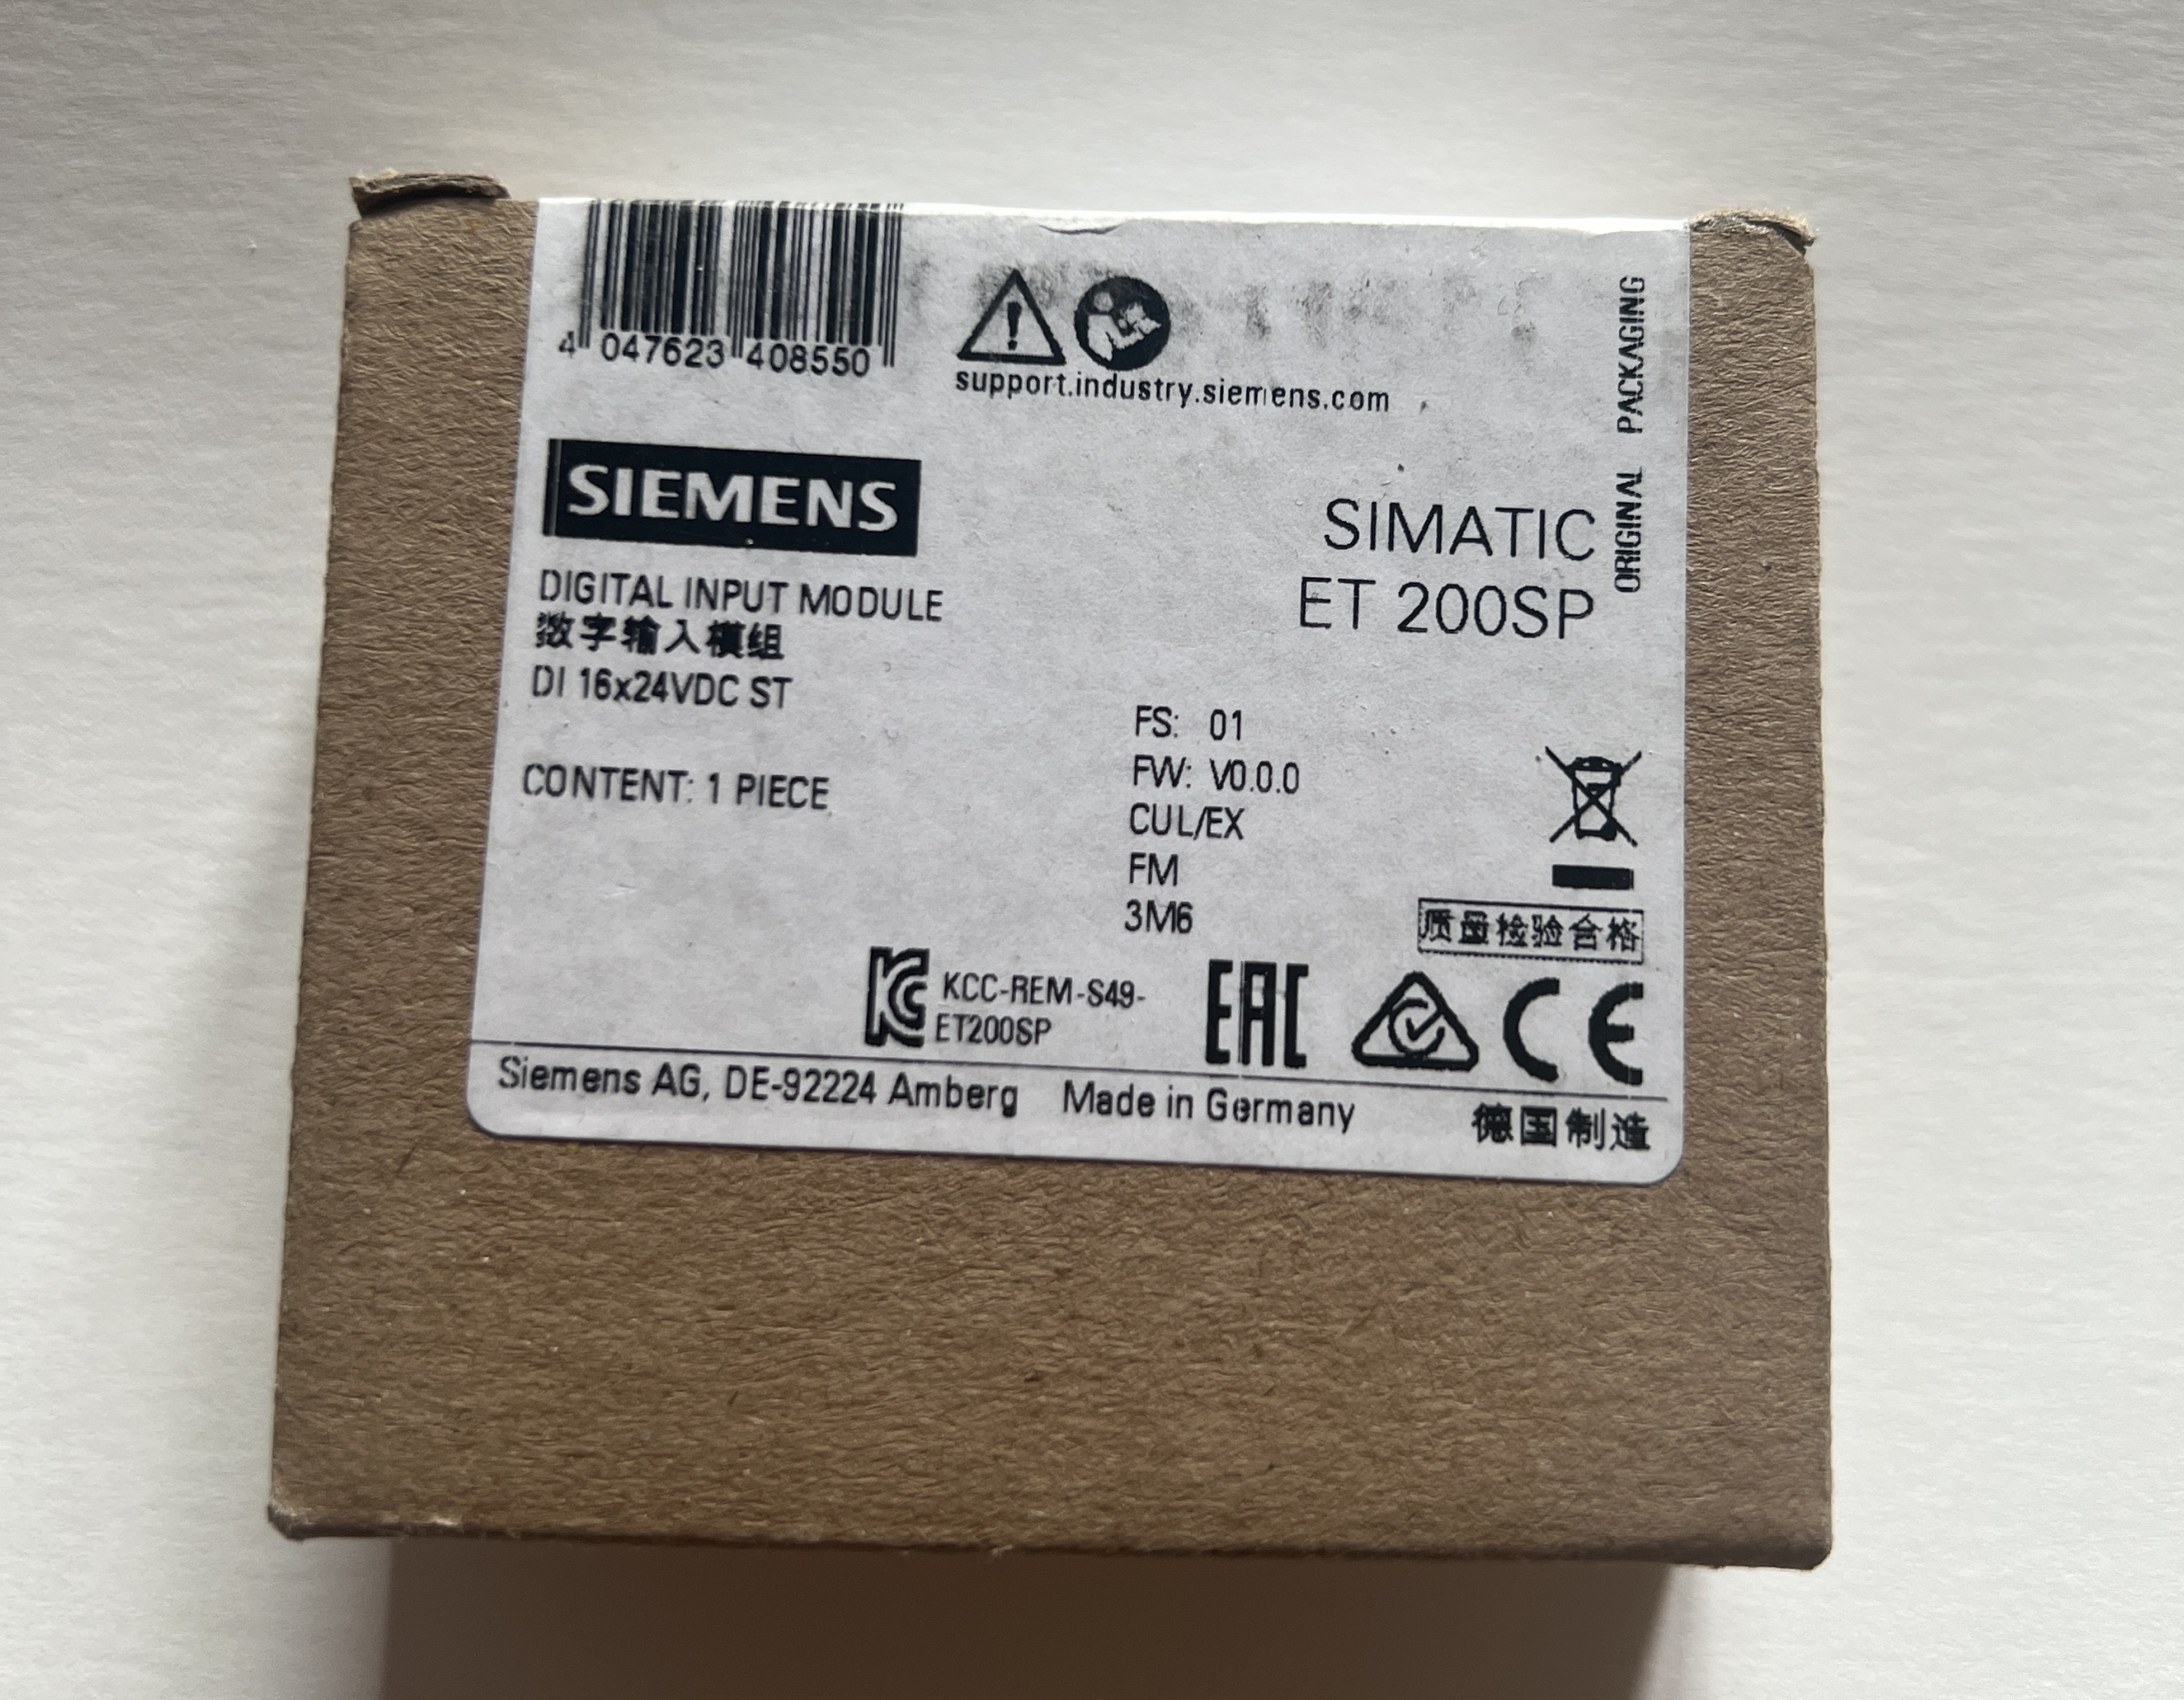 4 047623 408550
support.industry.siemens.com
SIEMENS
SIMATIC
ET 200SP
ORIGINAL PACKAGING
DIGITAL INPUT MODULE
数字输入模组
DI 16x24VDC ST
CONTENT: 1 PIECE
FS: 01
FW: V0.0.0
CUL/EX
FM
3M6
质量检验合格
KCC-REM-S49-
ET200SP
EAC
CE
Siemens AG, DE-92224 Amberg Made in Germany 德国制造